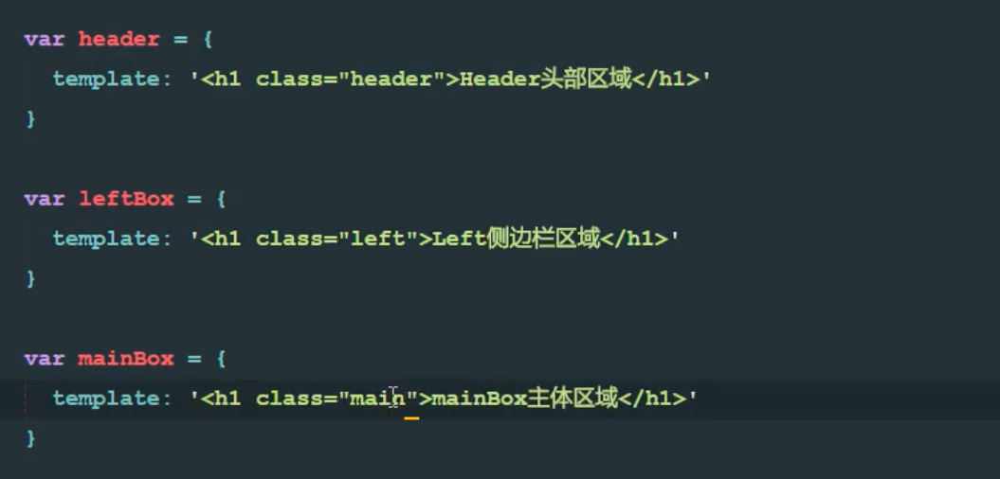 var header = {
template: '<h1 class="header">Header头部区域</h1>'
}
var leftBox = {
template: '<h1 class="left">Left侧边栏区域</h1>'
}
var mainBox = {
template: '<h1 class="main">mainBox主体区域</h1>'
}